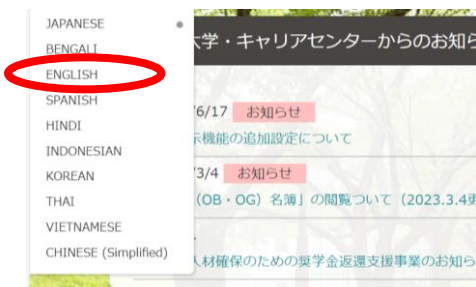 JAPANESE
BENGALI
ENGLISH
SPANISH
HINDI
INDONESIAN
KOREAN
THAI
VIETNAMESE
CHINESE (Simplified)
大学・キャリアセンターからのお知ら
/6/17 お知らせ
示機能の追加設定について
/3/4 お知らせ
(OB・OG) 名簿」の閲覧ついて (2023.3.4更
人材確保のための奨学金返還支援事業のお知ら